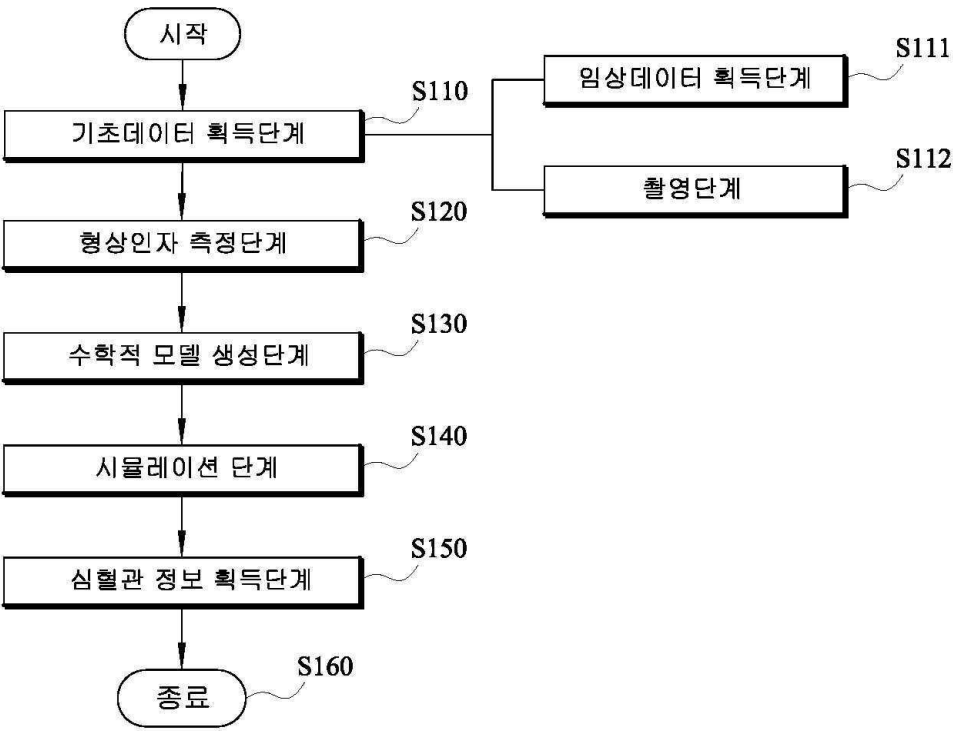 시작
S110
기초데이터 획득단계
S111
임상데이터 획득단계
S112
촬영단계
S120
형상인자 측정단계
S130
수학적 모델 생성단계
S140
시뮬레이션 단계
S150
심혈관 정보 획득단계
S160
종료